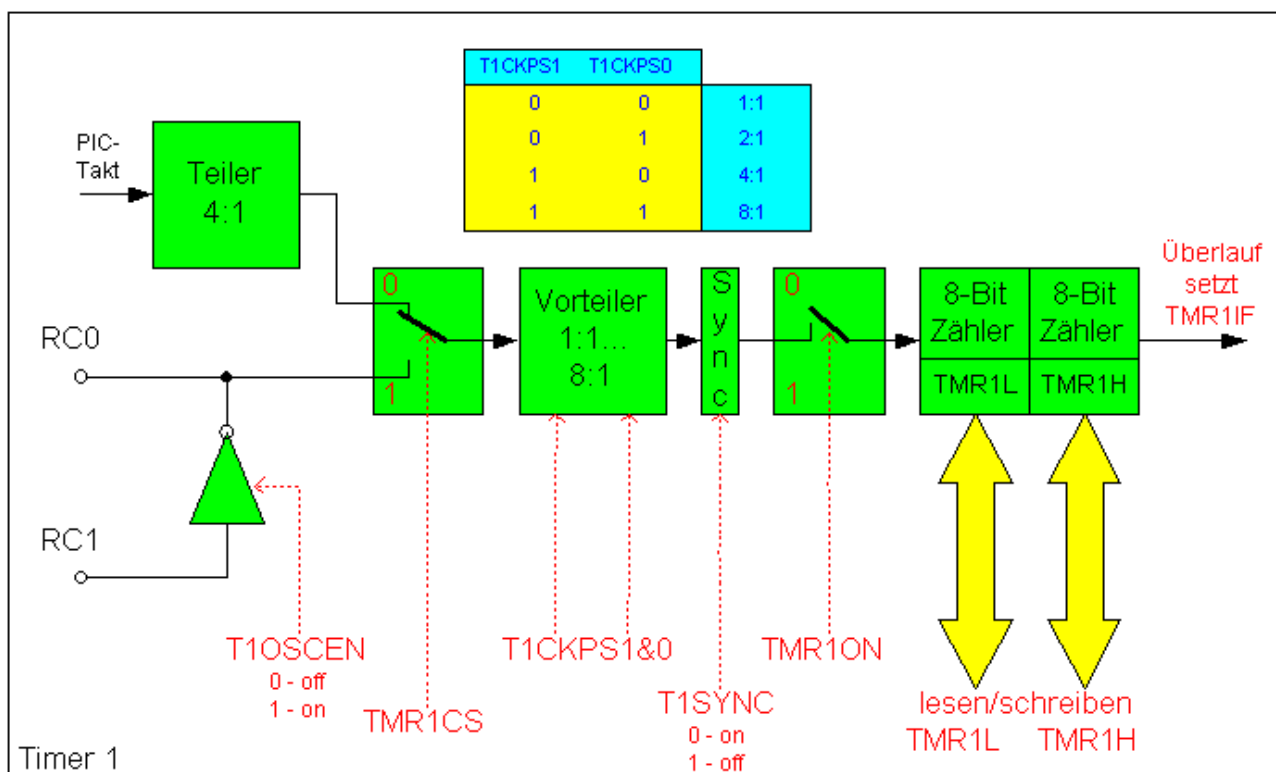 T1CKPS1 T1CKPS0
0 0 1:1
0 1 2:1
1 0 4:1
1 1 8:1
PIC-
Takt
Teiler
4:1
RC0
RC1
0
1
Vorteiler
1:1...
8:1
Sync
0
1
8-Bit
Zähler
TMR1L
8-Bit
Zähler
TMR1H
Überlauf
setzt
TMR1IF
T1OSCEN
0 - off
1 - on
TMR1CS
T1CKPS1&0
T1SYNC
0 - on
1 - off
TMR1ON
lesen/schreiben
TMR1L TMR1H
Timer 1